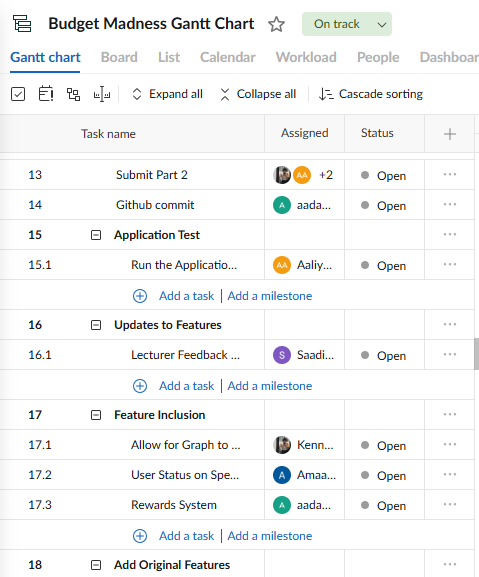 Budget Madness Gantt Chart On track
Gantt chart Board List Calendar Workload People Dashboar
Expand all Collapse all Cascade sorting
Task name Assigned Status
13 Submit Part 2 AA +2 Open
14 Github commit A aada... Open
15 Application Test
15.1 Run the Applicatio... AA Aaliy... Open
Add a task | Add a milestone
16 Updates to Features
16.1 Lecturer Feedback ... S Saadi... Open
Add a task | Add a milestone
17 Feature Inclusion
17.1 Allow for Graph to ... Kenn... Open
17.2 User Status on Spe... A Amaa... Open
17.3 Rewards System A aada... Open
Add a task | Add a milestone
18 Add Original Features